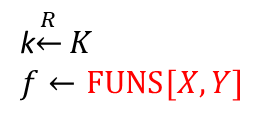 R
k ← K
f ← FUNS[X, Y]